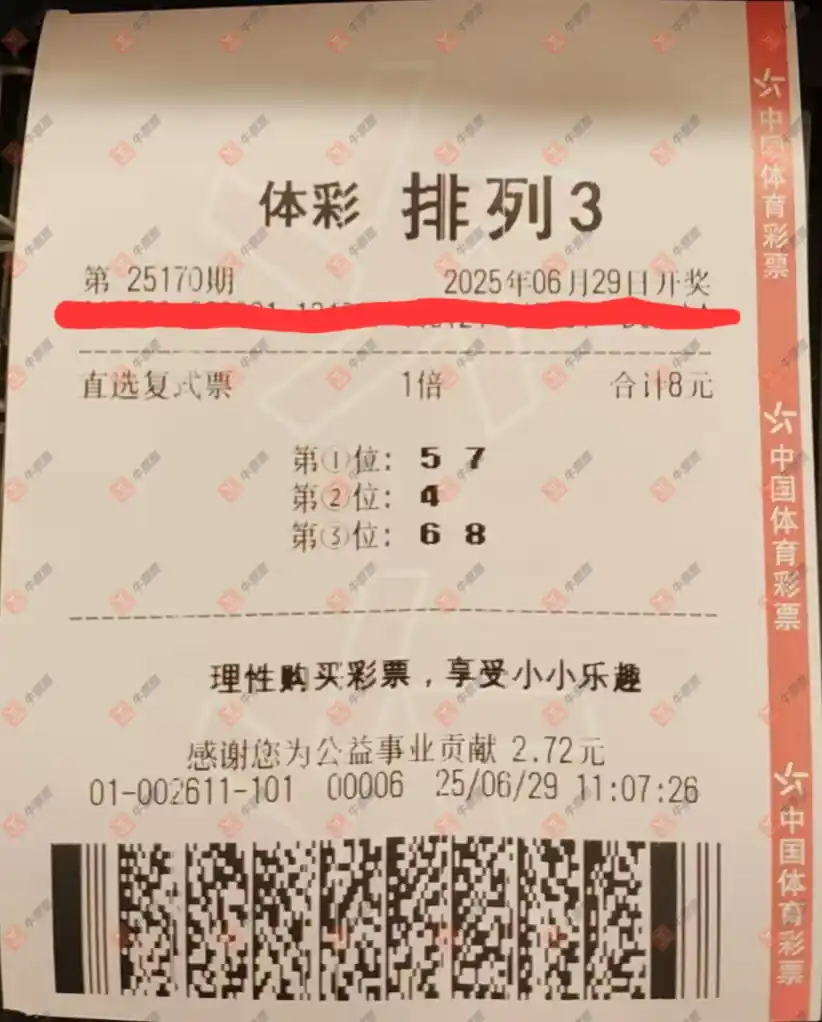 体彩 排列3
第 25170期 2025年06月29日开奖
直选复式票 1倍 合计8元
第①位: 5 7
第②位: 4
第③位: 6 8
理性购买彩票，享受小小乐趣
感谢您为公益事业贡献 2.72元
01-002611-101 00006 25/06/29 11:07:26
中国体育彩票
中国体育彩票
中国体育彩票